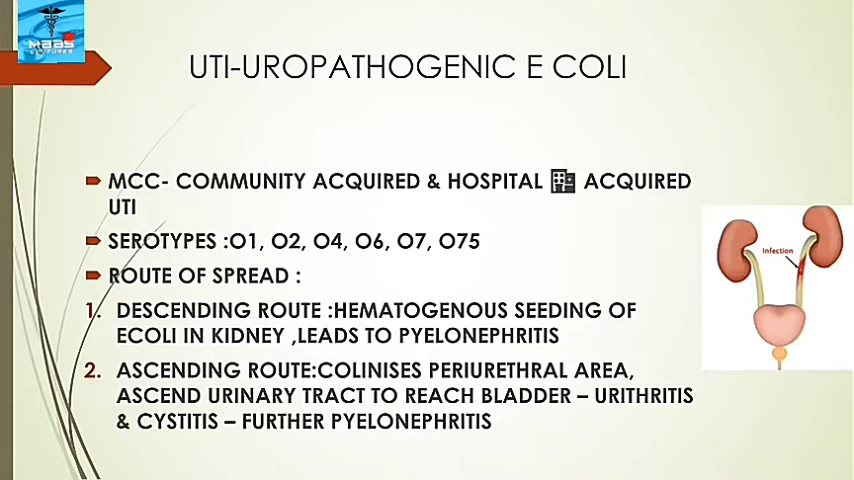 MAAS
LECTURES
UTI-UROPATHOGENIC E COLI
MCC- COMMUNITY ACQUIRED & HOSPITAL ACQUIRED
UTI
SEROTYPES :O1, O2, O4, O6, O7, O75
ROUTE OF SPREAD :
1. DESCENDING ROUTE :HEMATOGENOUS SEEDING OF
ECOLI IN KIDNEY ,LEADS TO PYELONEPHRITIS
2. ASCENDING ROUTE:COLINISES PERIURETHRAL AREA,
ASCEND URINARY TRACT TO REACH BLADDER – URITHRITIS
& CYSTITIS – FURTHER PYELONEPHRITIS
Infection